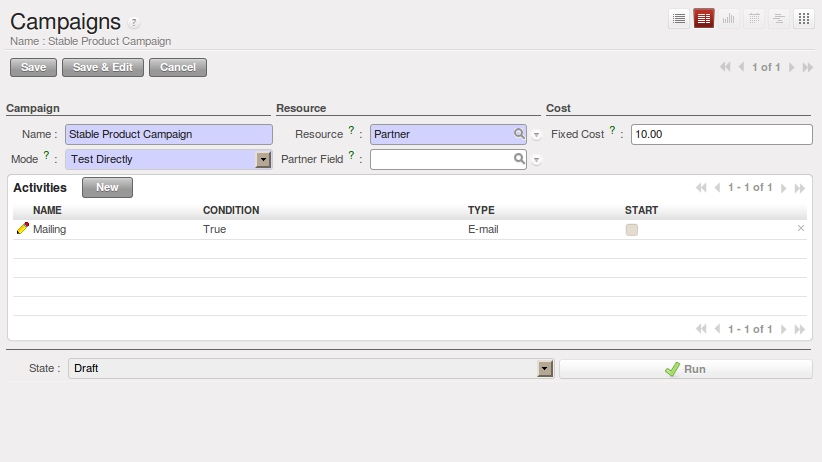 Campaigns ?
Name : Stable Product Campaign
Save Save & Edit Cancel 1 of 1
Campaign Resource Cost
Name : Stable Product Campaign Resource ? : Partner Fixed Cost ? : 10.00
Mode ? : Test Directly Partner Field ? :
Activities New 1 - 1 of 1
NAME CONDITION TYPE START
Mailing True E-mail
1 - 1 of 1
State : Draft Run